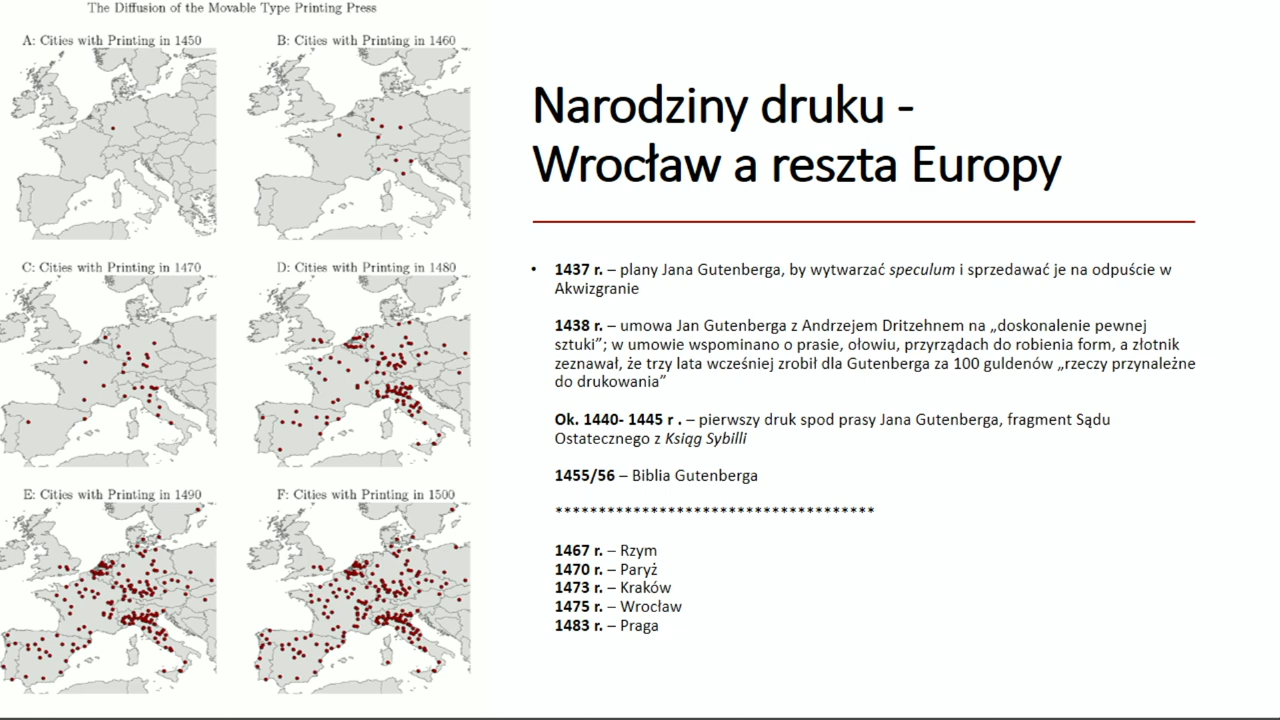 The Diffusion of the Movable Type Printing Press
A: Cities with Printing in 1450
B: Cities with Printing in 1460
C: Cities with Printing in 1470
D: Cities with Printing in 1480
E: Cities with Printing in 1490
F: Cities with Printing in 1500
Narodziny druku -
Wrocław a reszta Europy
• 1437 r. – plany Jana Gutenberga, by wytwarzać speculum i sprzedawać je na odpuście w
Akwizgranie
1438 r. – umowa Jan Gutenberga z Andrzejem Dritzehnem na „doskonalenie pewnej
sztuki”; w umowie wspominano o prasie, ołowiu, przyrządach do robienia form, a złotnik
zeznawał, że trzy lata wcześniej zrobił dla Gutenberga za 100 guldenów „rzeczy przynależne
do drukowania”
Ok. 1440- 1445 r . – pierwszy druk spod prasy Jana Gutenberga, fragment Sądu
Ostatecznego z Ksiąg Sybilli
1455/56 – Biblia Gutenberga
*************************************
1467 r. – Rzym
1470 r. – Paryż
1473 r. – Kraków
1475 r. – Wrocław
1483 r. – Praga